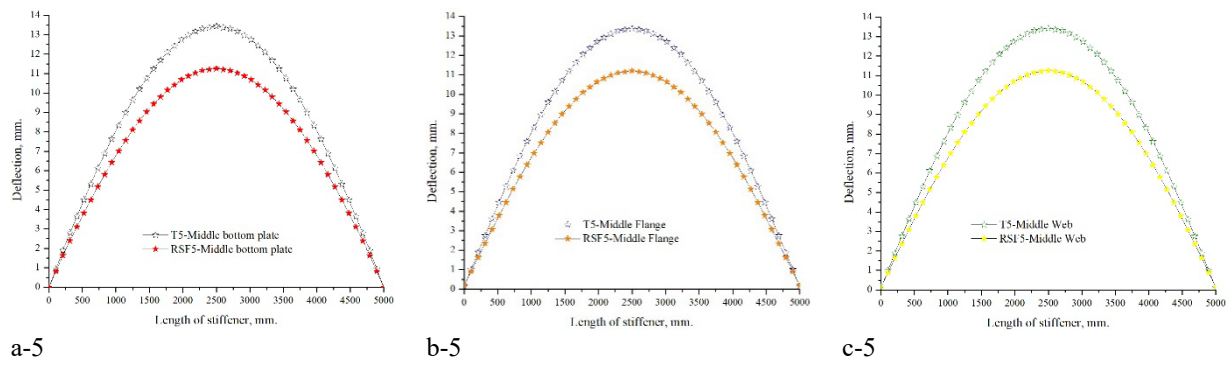 14
13
12
11
10
9
8
7
6
5
4
3
2
1
0
Deflection, mm.
T5-Middle bottom plate
RSF5-Middle bottom plate
0 500 1000 1500 2000 2500 3000 3500 4000 4500 5000
Length of stiffener, mm.
a-5
14
13
12
11
10
9
8
7
6
5
4
3
2
1
0
Deflection, mm.
T5-Middle Flange
RSF5-Middle Flange
0 500 1000 1500 2000 2500 3000 3500 4000 4500 5000
Length of stiffener, mm.
b-5
14
13
12
11
10
9
8
7
6
5
4
3
2
1
0
Deflection, mm.
T5-Middle Web
RSF5-Middle Web
0 500 1000 1500 2000 2500 3000 3500 4000 4500 5000
Length of stiffener, mm.
c-5